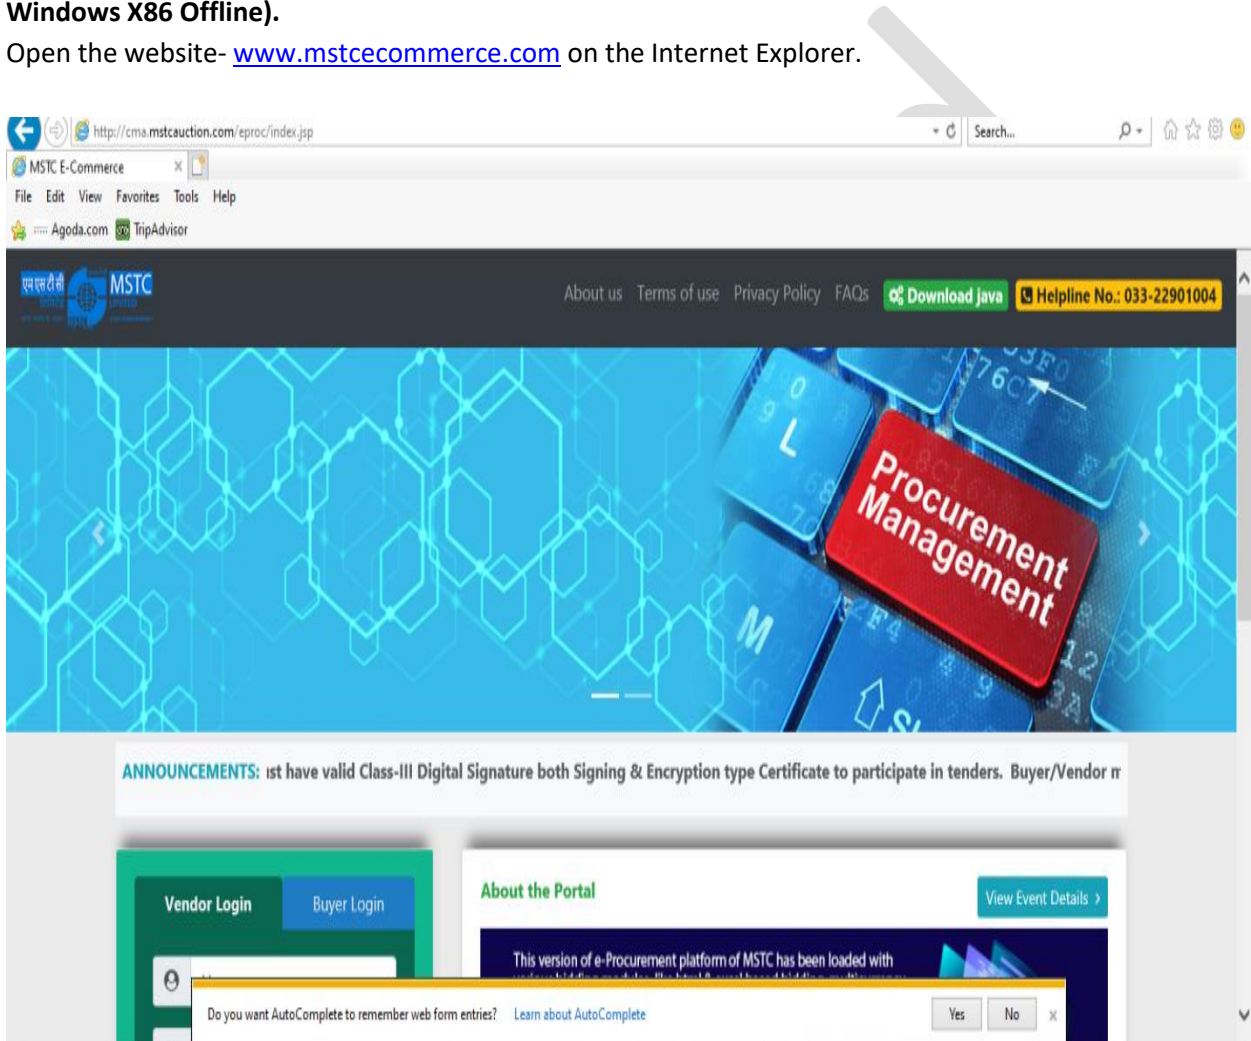 Windows X86 Offline).
Open the website- www.mstcecommerce.com on the Internet Explorer.
http://cma.mstcauction.com/eproc/index.jsp
Search...
MSTC E-Commerce
File Edit View Favorites Tools Help
Agoda.com TripAdvisor
एम एस टी सी MSTC
About us Terms of use Privacy Policy FAQs Download java Helpline No.: 033-22901004
Procurement
Management
L
M
ANNOUNCEMENTS: ıst have valid Class-III Digital Signature both Signing & Encryption type Certificate to participate in tenders. Buyer/Vendor m
Vendor Login Buyer Login
About the Portal
View Event Details
This version of e-Procurement platform of MSTC has been loaded with
Do you want AutoComplete to remember web form entries? Learn about AutoComplete Yes No